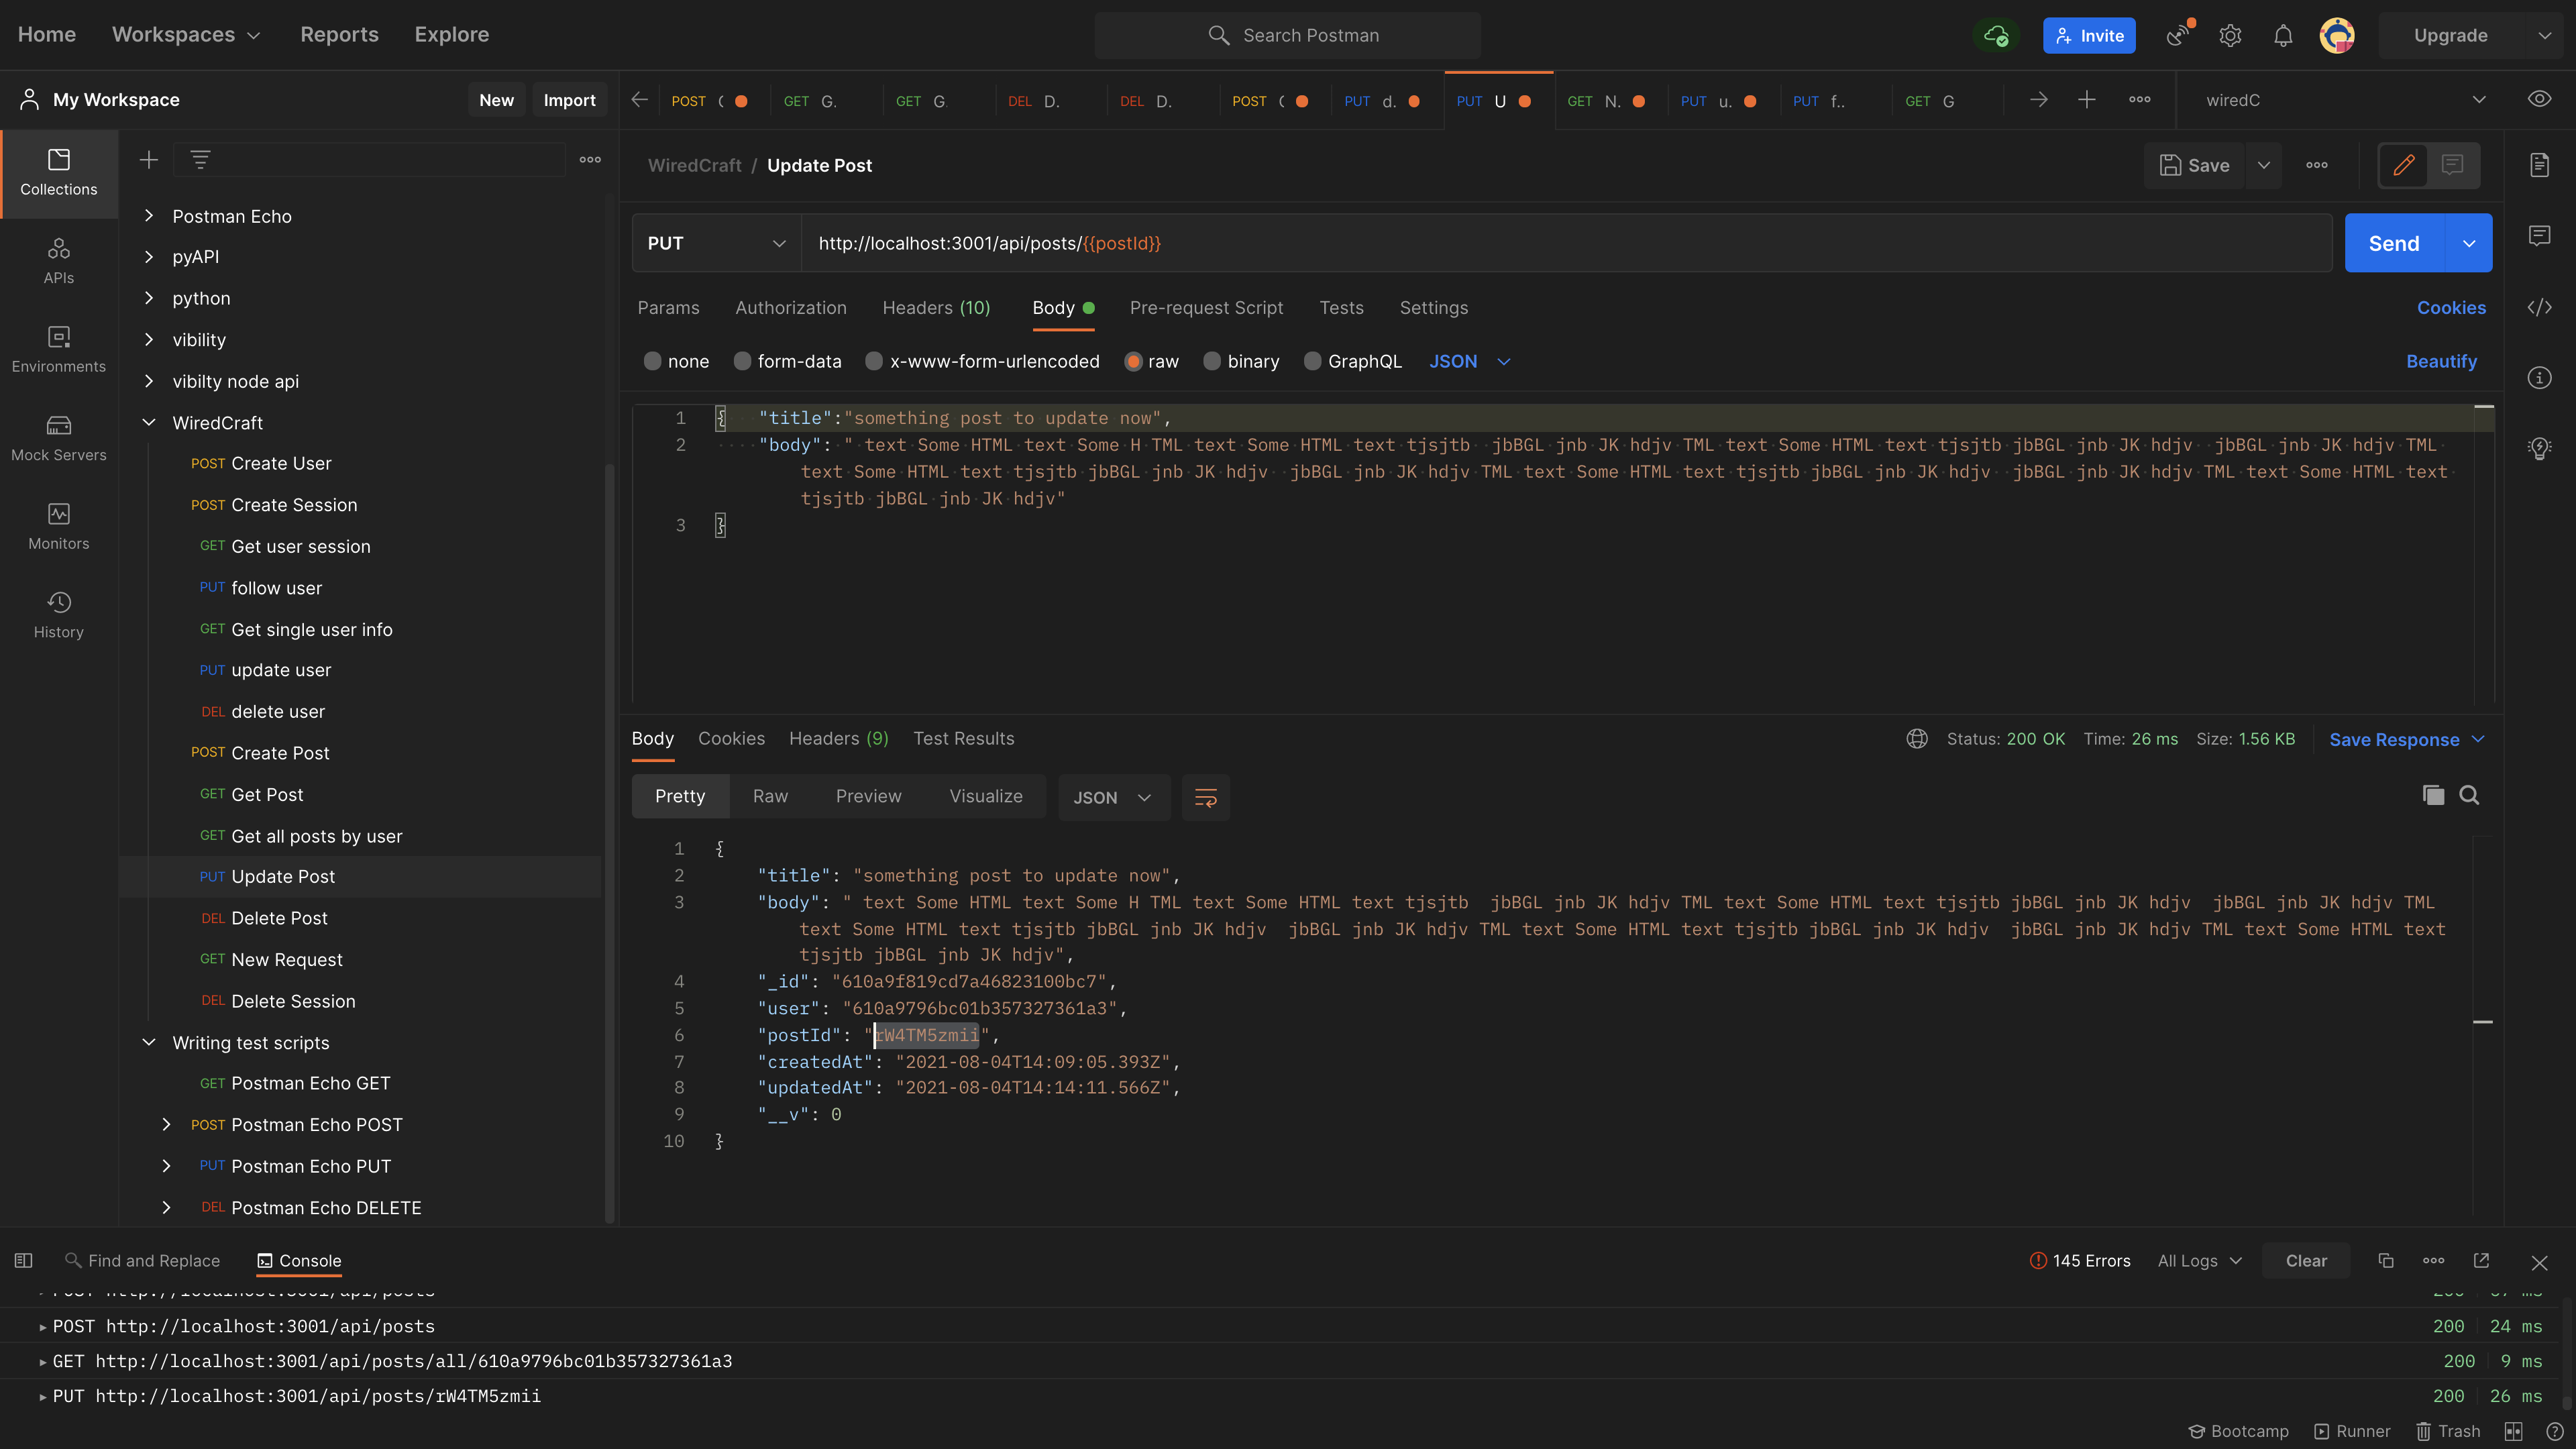 Home Workspaces Reports Explore Search Postman Invite Upgrade
My Workspace New Import
POST GET G. GET G DEL D. DEL D. POST PUT d. PUT U GET N. PUT u. PUT f.. GET G wiredC
Collections
APIs
Environments
Mock Servers
Monitors
History
Postman Echo
pyAPI
python
vibility
vibilty node api
WiredCraft
POST Create User
POST Create Session
GET Get user session
PUT follow user
GET Get single user info
PUT update user
DEL delete user
POST Create Post
GET Get Post
GET Get all posts by user
PUT Update Post
DEL Delete Post
GET New Request
DEL Delete Session
Writing test scripts
GET Postman Echo GET
POST Postman Echo POST
PUT Postman Echo PUT
DEL Postman Echo DELETE
WiredCraft / Update Post Save
PUT http://localhost:3001/api/posts/{{postId}} Send
Params Authorization Headers (10) Body Pre-request Script Tests Settings Cookies
none form-data x-www-form-urlencoded raw binary GraphQL JSON Beautify
1 { "title":"something post to update now",
2 "body": " text Some HTML text Some H TML text Some HTML text tjsjtb  jbBGL jnb JK hdjv TML text Some HTML text tjsjtb jbBGL jnb JK hdjv  jbBGL jnb JK hdjv TML
text Some HTML text tjsjtb jbBGL jnb JK hdjv  jbBGL jnb JK hdjv TML text Some HTML text tjsjtb jbBGL jnb JK hdjv  jbBGL jnb JK hdjv TML text Some HTML text
tjsjtb jbBGL jnb JK hdjv"
3 }
Body Cookies Headers (9) Test Results Status: 200 OK Time: 26 ms Size: 1.56 KB Save Response
Pretty Raw Preview Visualize JSON
1 {
2 "title": "something post to update now",
3 "body": " text Some HTML text Some H TML text Some HTML text tjsjtb  jbBGL jnb JK hdjv TML text Some HTML text tjsjtb jbBGL jnb JK hdjv  jbBGL jnb JK hdjv TML
text Some HTML text tjsjtb jbBGL jnb JK hdjv  jbBGL jnb JK hdjv TML text Some HTML text tjsjtb jbBGL jnb JK hdjv  jbBGL jnb JK hdjv TML text Some HTML text
tjsjtb jbBGL jnb JK hdjv",
4 "_id": "610a9f819cd7a46823100bc7",
5 "user": "610a9796bc01b357327361a3",
6 "postId": "rW4TM5zmii",
7 "createdAt": "2021-08-04T14:09:05.393Z",
8 "updatedAt": "2021-08-04T14:14:11.566Z",
9 "__v": 0
10 }
Find and Replace Console 145 Errors All Logs Clear
POST http://localhost:3001/api/posts 200 24 ms
GET http://localhost:3001/api/posts/all/610a9796bc01b357327361a3 200 9 ms
PUT http://localhost:3001/api/posts/rW4TM5zmii 200 26 ms
Bootcamp Runner Trash